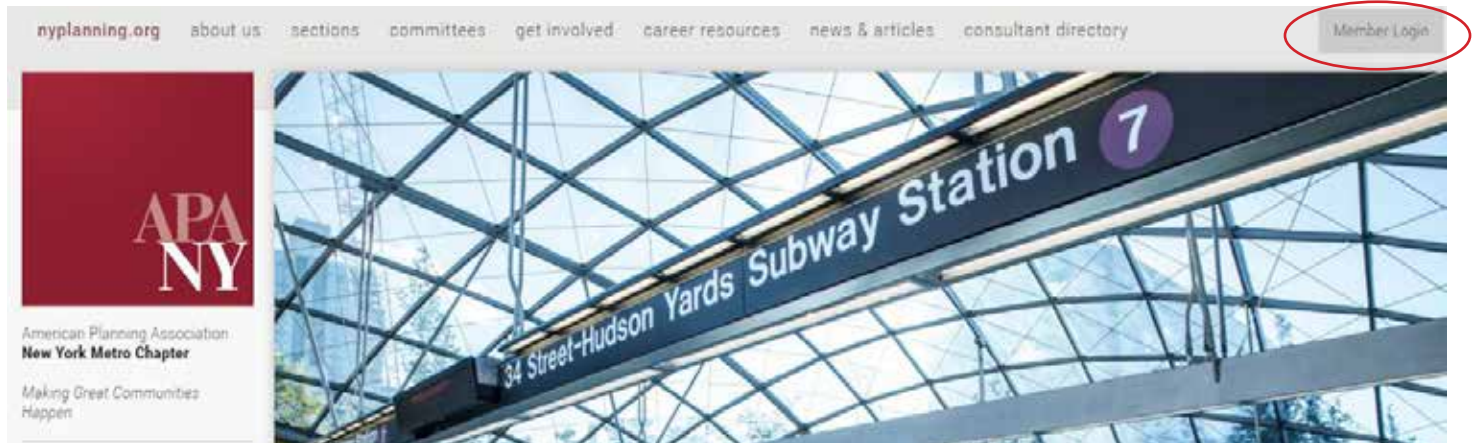 nyplanning.org about us sections committees get involved career resources news & articles consultant directory Member Login
APA
NY
American Planning Association
New York Metro Chapter
Making Great Communities
Happen
34 Street-Hudson Yards Subway Station 7